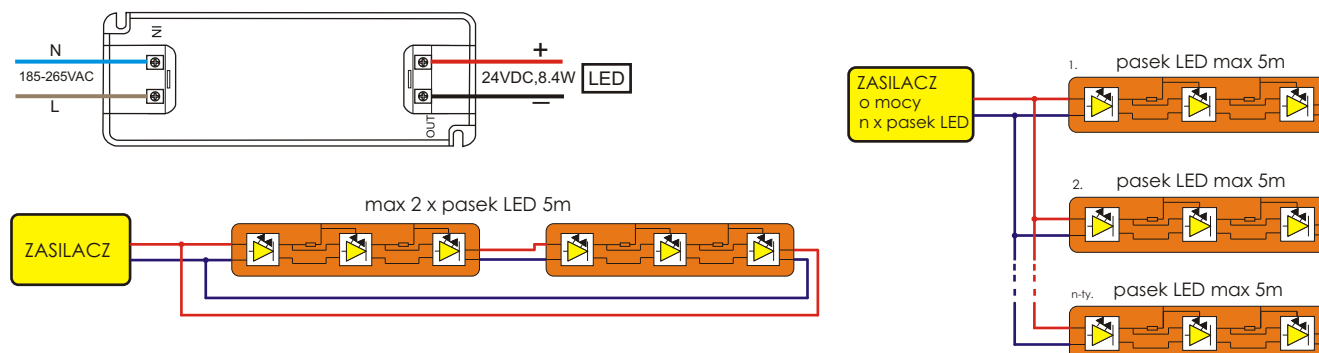 N
185-265VAC
L
IN
OUT
+
24VDC,8.4W
–
LED
max 2 x pasek LED 5m
ZASILACZ
ZASILACZ
o mocy
n x pasek LED
1. pasek LED max 5m
2. pasek LED max 5m
n-ty. pasek LED max 5m